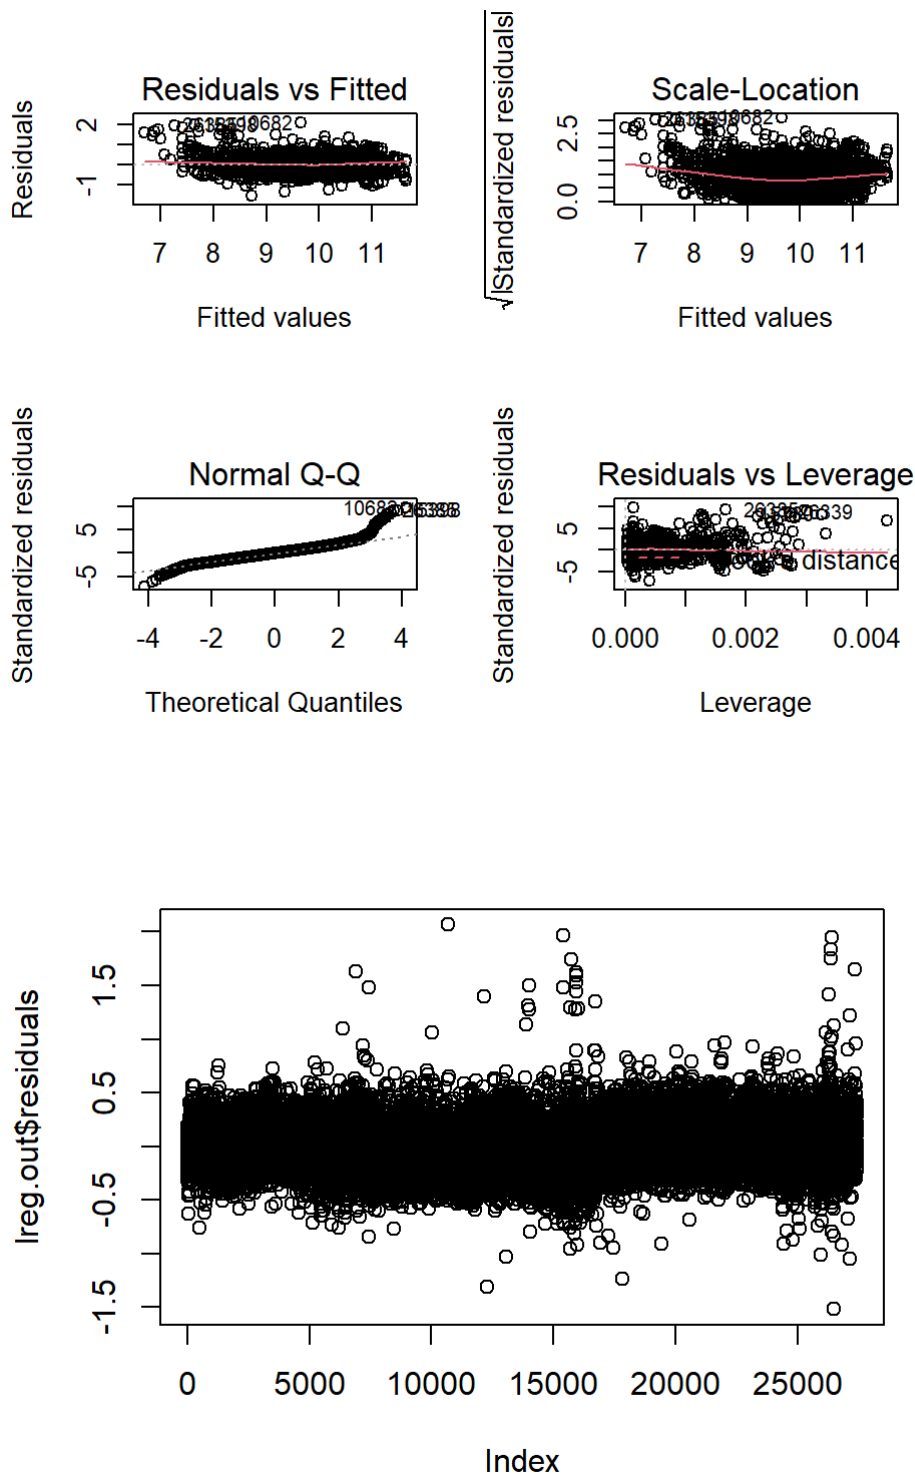 Residuals vs Fitted
Residuals
2
-1
7 8 9 10 11
Fitted values
Scale-Location
√|Standardized residuals|
2.5
0.0
7 8 9 10 11
Fitted values
Normal Q-Q
Standardized residuals
5
-5
-4 -2 0 2 4
Theoretical Quantiles
Residuals vs Leverage
Standardized residuals
5
-5
distance
0.000 0.002 0.004
Leverage
lreg.out$residuals
1.5
0.5
-0.5
-1.5
0 5000 10000 15000 20000 25000
Index